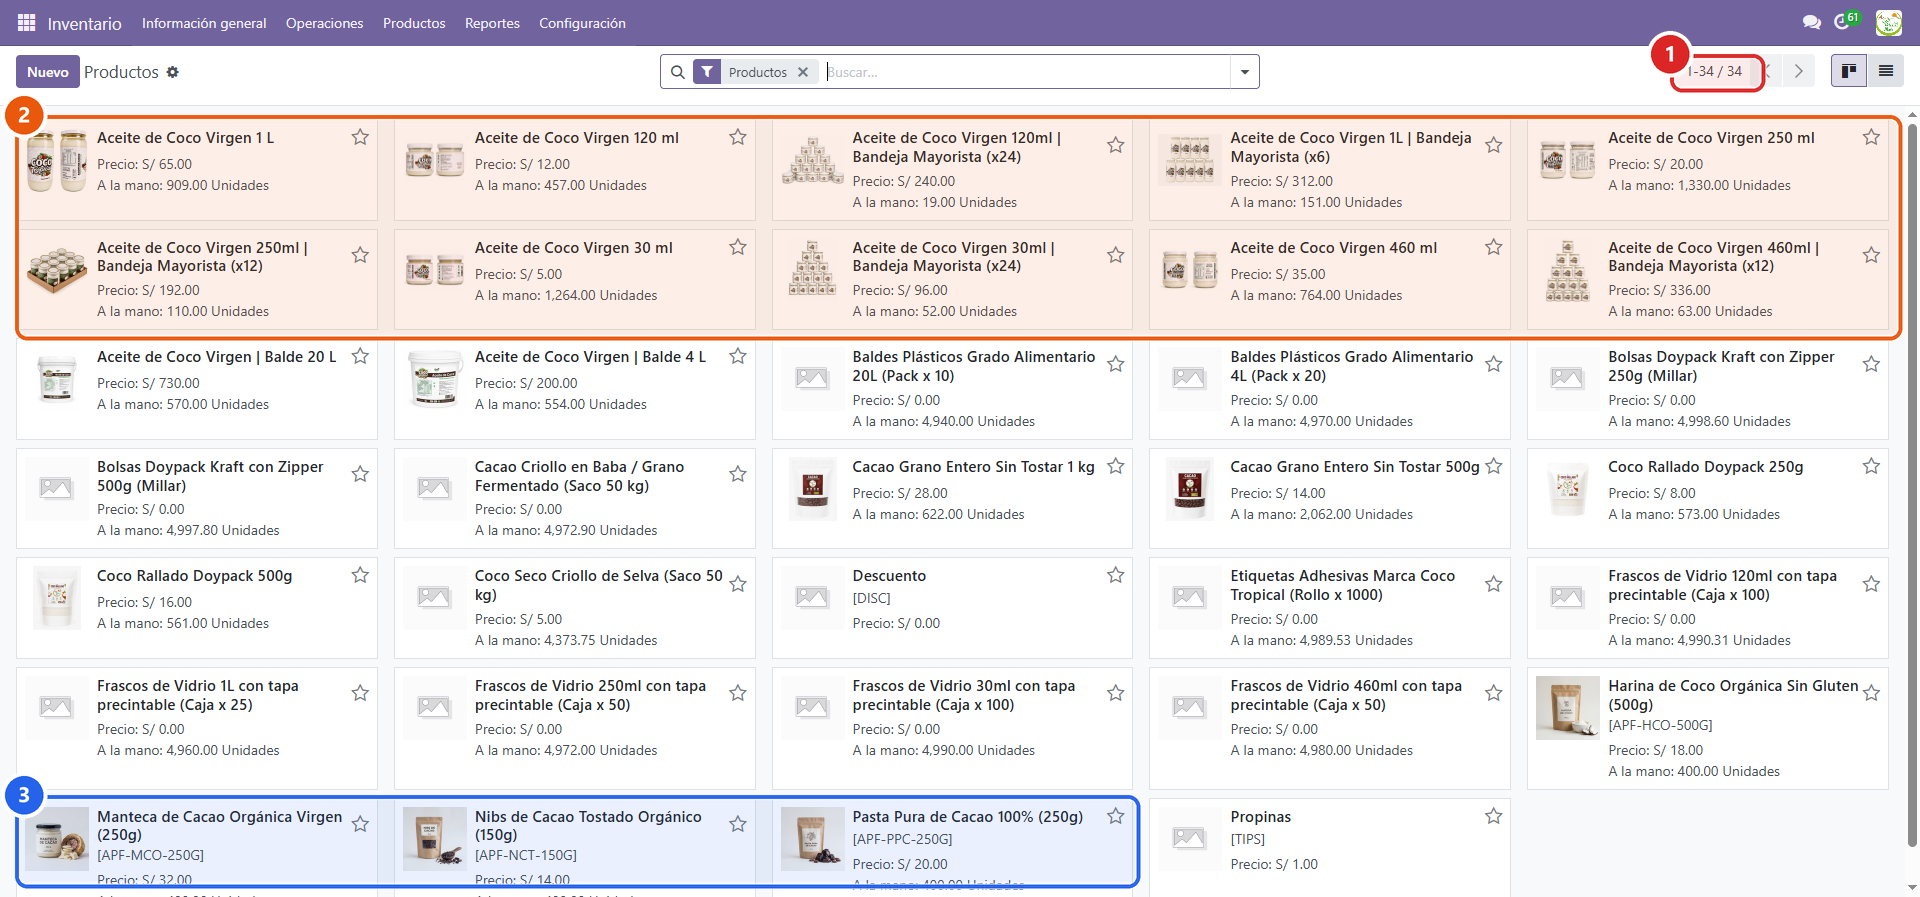 Inventario Información general Operaciones Productos Reportes Configuración 61
Nuevo Productos Productos Buscar... 1-34 / 34
1
2
Aceite de Coco Virgen 1 L
Precio: S/ 65.00
A la mano: 909.00 Unidades
Aceite de Coco Virgen 120 ml
Precio: S/ 12.00
A la mano: 457.00 Unidades
Aceite de Coco Virgen 120ml |
Bandeja Mayorista (x24)
Precio: S/ 240.00
A la mano: 19.00 Unidades
Aceite de Coco Virgen 1L | Bandeja
Mayorista (x6)
Precio: S/ 312.00
A la mano: 151.00 Unidades
Aceite de Coco Virgen 250 ml
Precio: S/ 20.00
A la mano: 1,330.00 Unidades
Aceite de Coco Virgen 250ml |
Bandeja Mayorista (x12)
Precio: S/ 192.00
A la mano: 110.00 Unidades
Aceite de Coco Virgen 30 ml
Precio: S/ 5.00
A la mano: 1,264.00 Unidades
Aceite de Coco Virgen 30ml |
Bandeja Mayorista (x24)
Precio: S/ 96.00
A la mano: 52.00 Unidades
Aceite de Coco Virgen 460 ml
Precio: S/ 35.00
A la mano: 764.00 Unidades
Aceite de Coco Virgen 460ml |
Bandeja Mayorista (x12)
Precio: S/ 336.00
A la mano: 63.00 Unidades
Aceite de Coco Virgen | Balde 20 L
Precio: S/ 730.00
A la mano: 570.00 Unidades
Aceite de Coco Virgen | Balde 4 L
Precio: S/ 200.00
A la mano: 554.00 Unidades
Baldes Plásticos Grado Alimentario
20L (Pack x 10)
Precio: S/ 0.00
A la mano: 4,940.00 Unidades
Baldes Plásticos Grado Alimentario
4L (Pack x 20)
Precio: S/ 0.00
A la mano: 4,970.00 Unidades
Bolsas Doypack Kraft con Zipper
250g (Millar)
Precio: S/ 0.00
A la mano: 4,998.60 Unidades
Bolsas Doypack Kraft con Zipper
500g (Millar)
Precio: S/ 0.00
A la mano: 4,997.80 Unidades
Cacao Criollo en Baba / Grano
Fermentado (Saco 50 kg)
Precio: S/ 0.00
A la mano: 4,972.90 Unidades
Cacao Grano Entero Sin Tostar 1 kg
Precio: S/ 28.00
A la mano: 622.00 Unidades
Cacao Grano Entero Sin Tostar 500g
Precio: S/ 14.00
A la mano: 2,062.00 Unidades
Coco Rallado Doypack 250g
Precio: S/ 8.00
A la mano: 573.00 Unidades
Coco Rallado Doypack 500g
Precio: S/ 16.00
A la mano: 561.00 Unidades
Coco Seco Criollo de Selva (Saco 50
kg)
Precio: S/ 5.00
A la mano: 4,373.75 Unidades
Descuento
[DISC]
Precio: S/ 0.00
Etiquetas Adhesivas Marca Coco
Tropical (Rollo x 1000)
Precio: S/ 0.00
A la mano: 4,989.53 Unidades
Frascos de Vidrio 120ml con tapa
precintable (Caja x 100)
Precio: S/ 0.00
A la mano: 4,990.31 Unidades
Frascos de Vidrio 1L con tapa
precintable (Caja x 25)
Precio: S/ 0.00
A la mano: 4,960.00 Unidades
Frascos de Vidrio 250ml con tapa
precintable (Caja x 50)
Precio: S/ 0.00
A la mano: 4,972.00 Unidades
Frascos de Vidrio 30ml con tapa
precintable (Caja x 100)
Precio: S/ 0.00
A la mano: 4,990.00 Unidades
Frascos de Vidrio 460ml con tapa
precintable (Caja x 50)
Precio: S/ 0.00
A la mano: 4,980.00 Unidades
Harina de Coco Orgánica Sin Gluten
(500g)
[APF-HCO-500G]
Precio: S/ 18.00
A la mano: 400.00 Unidades
3
Manteca de Cacao Orgánica Virgen
(250g)
[APF-MCO-250G]
Precio: S/ 32.00
Nibs de Cacao Tostado Orgánico
(150g)
[APF-NCT-150G]
Precio: S/ 14.00
Pasta Pura de Cacao 100% (250g)
[APF-PPC-250G]
Precio: S/ 20.00
A la mano: 400.00 Unidades
Propinas
[TIPS]
Precio: S/ 1.00